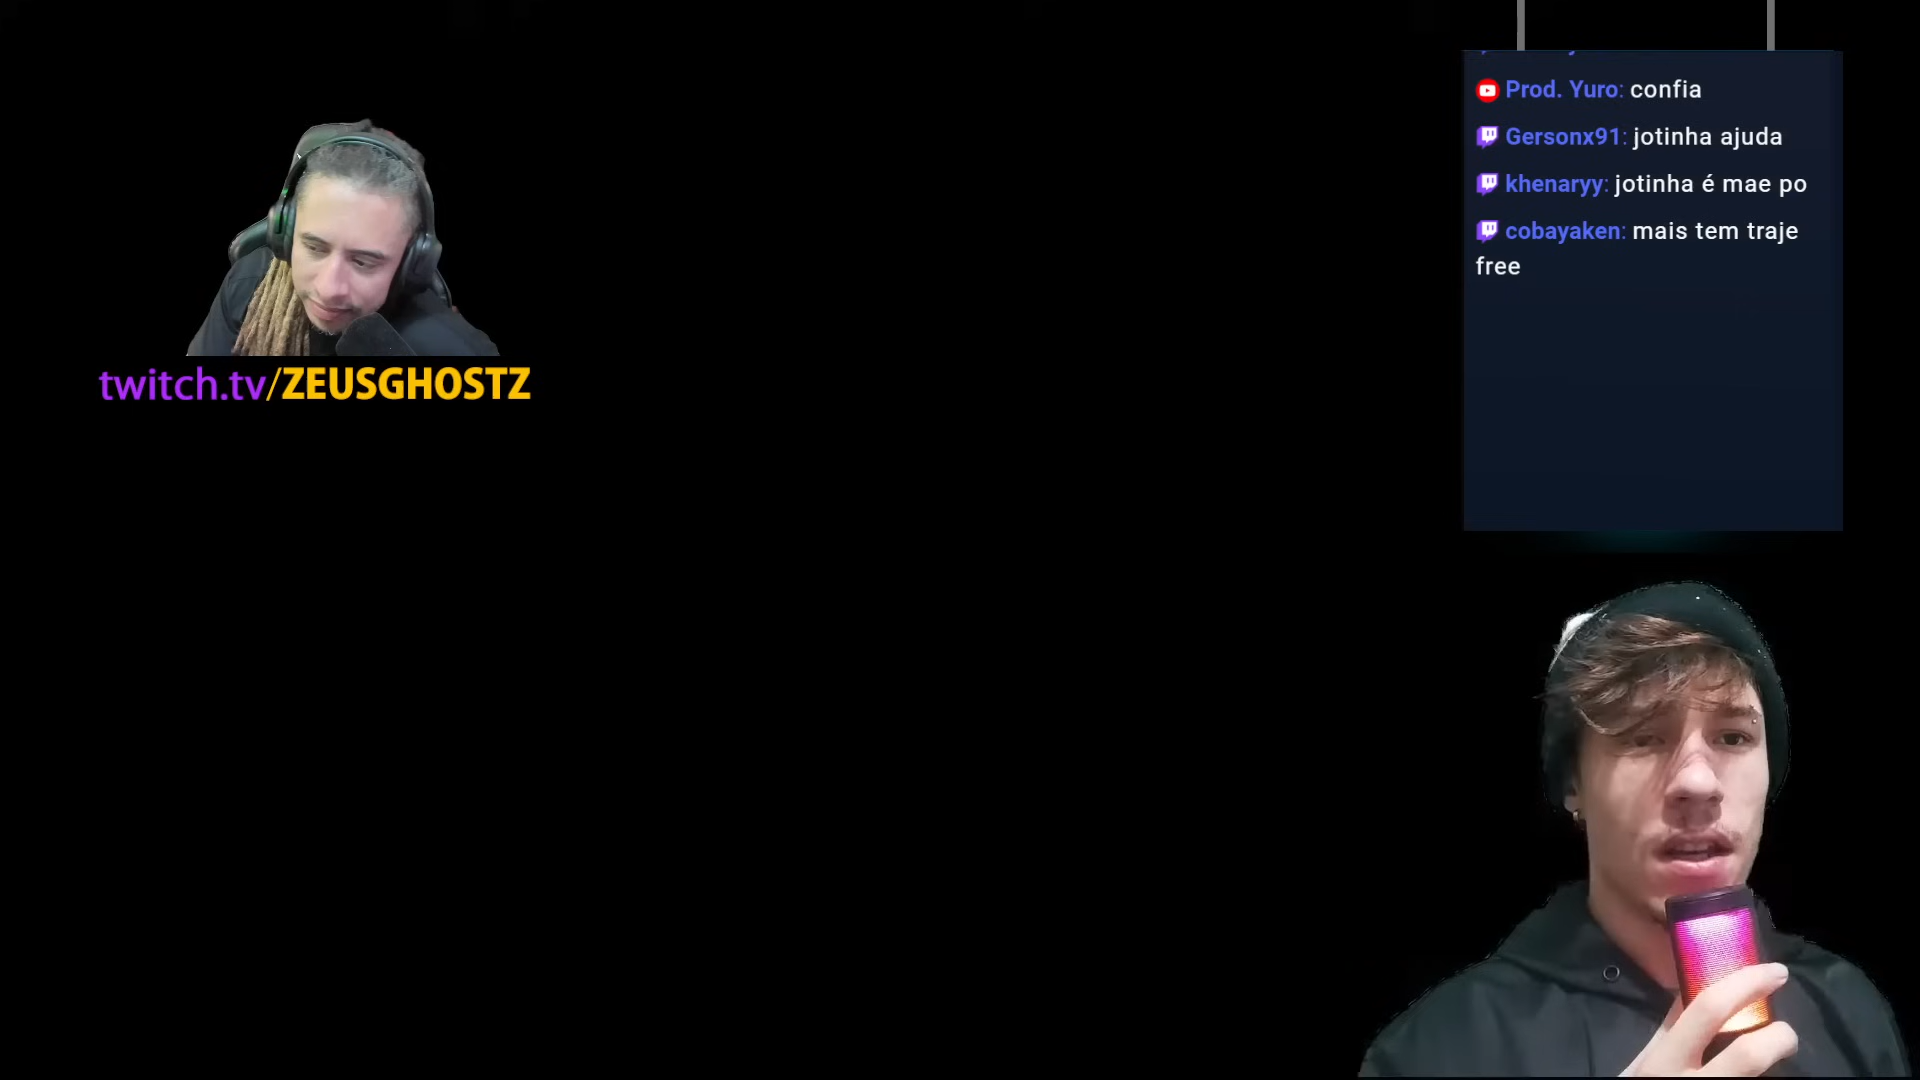 twitch.tv/ZEUSGHOSTZ
Prod. Yuro: confia
Gersonx91: jotinha ajuda
khenaryy: jotinha é mae po
cobayaken: mais tem traje
free